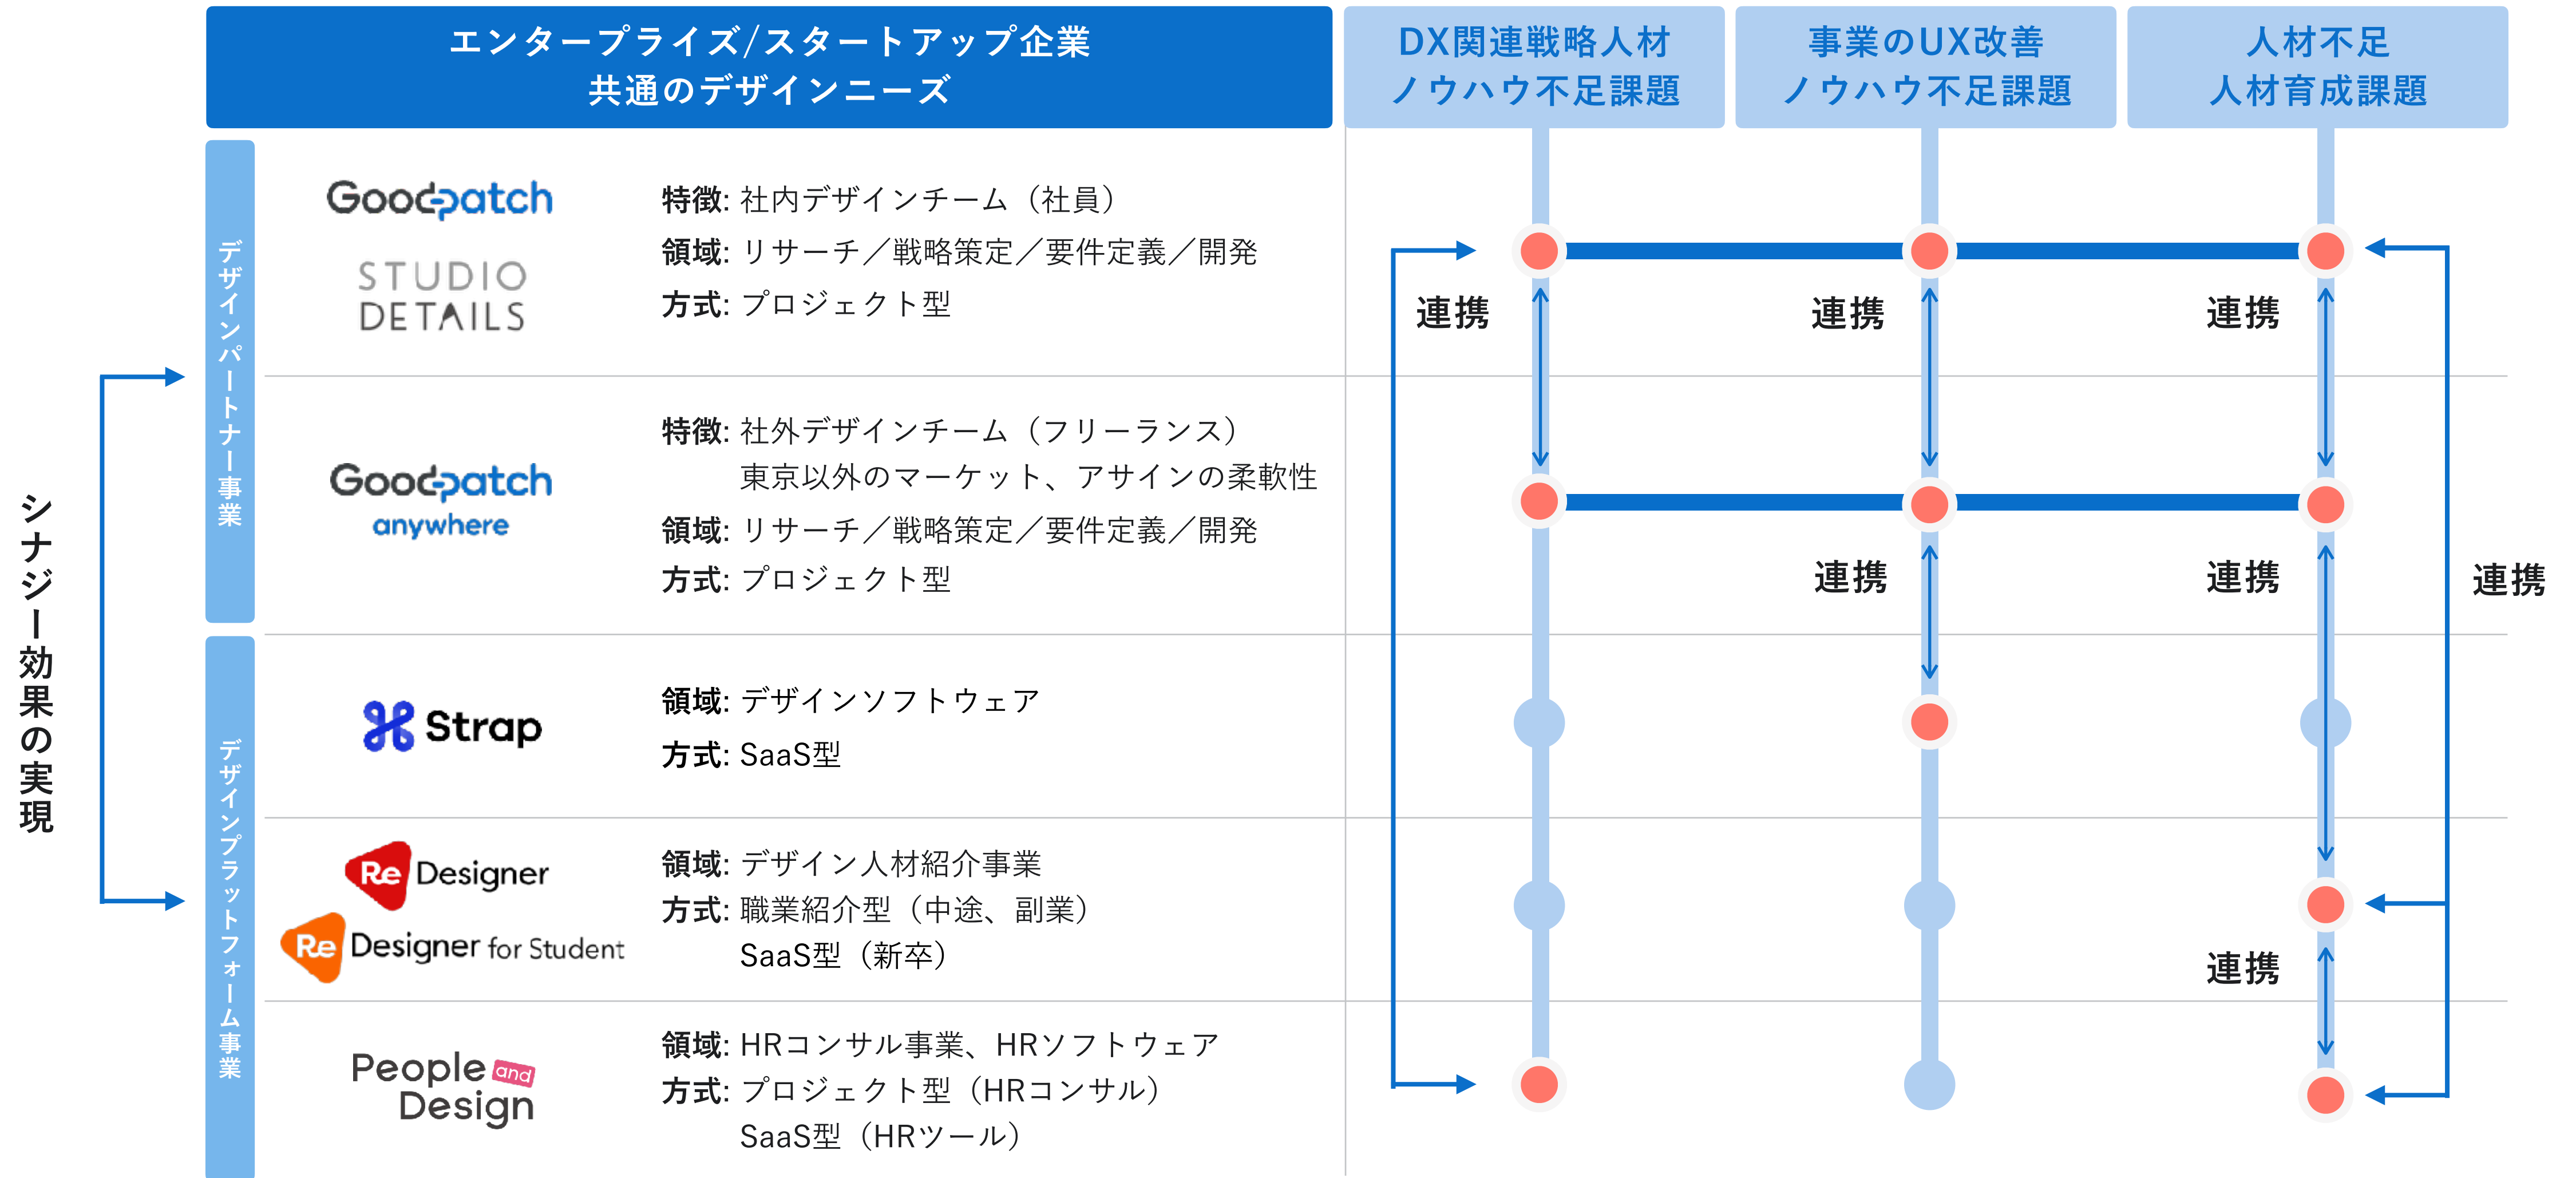 エンタープライズ/スタートアップ企業
共通のデザインニーズ
DX関連戦略人材
ノウハウ不足課題
事業のUX改善
ノウハウ不足課題
人材不足
人材育成課題
シナジー効果の実現
デザインパートナー事業
Goodpatch
STUDIO
DETAILS
特徴: 社内デザインチーム（社員）
領域: リサーチ／戦略策定／要件定義／開発
方式: プロジェクト型
連携
連携
連携
Goodpatch
anywhere
特徴: 社外デザインチーム（フリーランス）
東京以外のマーケット、アサインの柔軟性
領域: リサーチ／戦略策定／要件定義／開発
方式: プロジェクト型
連携
連携
連携
デザインプラットフォーム事業
Strap
領域: デザインソフトウェア
方式: SaaS型
Re Designer
Re Designer for Student
領域: デザイン人材紹介事業
方式: 職業紹介型（中途、副業）
SaaS型（新卒）
連携
People and
Design
領域: HRコンサル事業、HRソフトウェア
方式: プロジェクト型（HRコンサル）
SaaS型（HRツール）